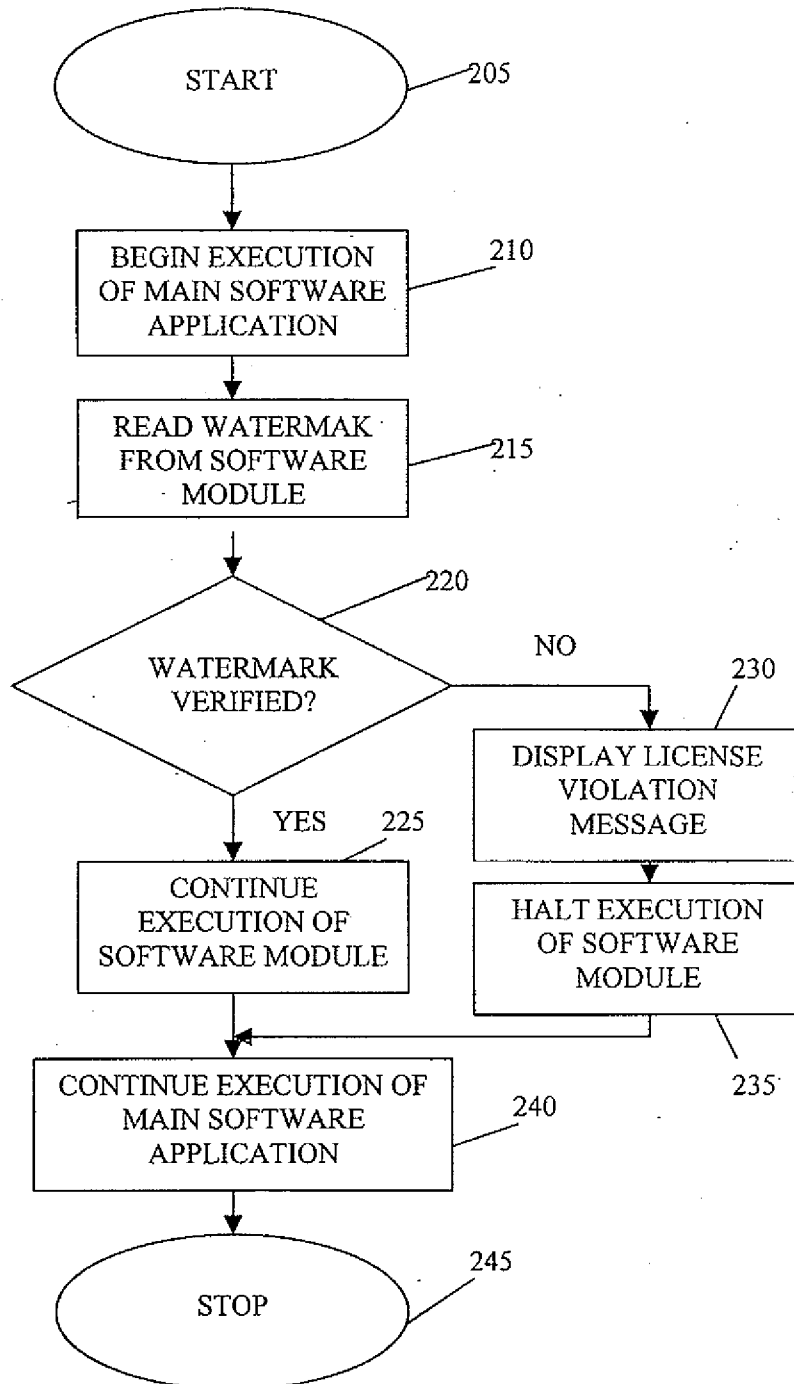 START
205
BEGIN EXECUTION
OF MAIN SOFTWARE
APPLICATION
210
READ WATERMAK
FROM SOFTWARE
MODULE
215
220
WATERMARK
VERIFIED?
NO
YES
230
DISPLAY LICENSE
VIOLATION
MESSAGE
225
CONTINUE
EXECUTION OF
SOFTWARE MODULE
HALT EXECUTION
OF SOFTWARE
MODULE
235
CONTINUE EXECUTION OF
MAIN SOFTWARE
APPLICATION
240
STOP
245